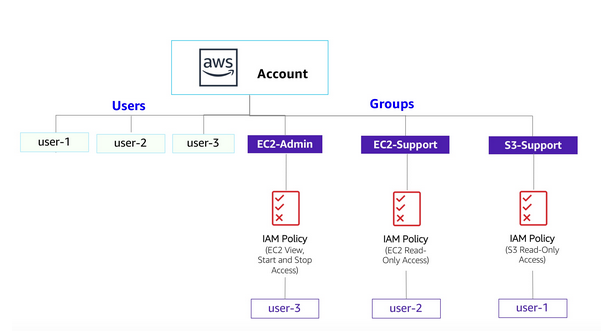 aws
Account
Users
Groups
user-1
user-2
user-3
EC2-Admin
EC2-Support
S3-Support
IAM Policy
(EC2 View,
Start and Stop
Access)
IAM Policy
(EC2 Read-
Only Access)
IAM Policy
(S3 Read-Only
Access)
user-3
user-2
user-1